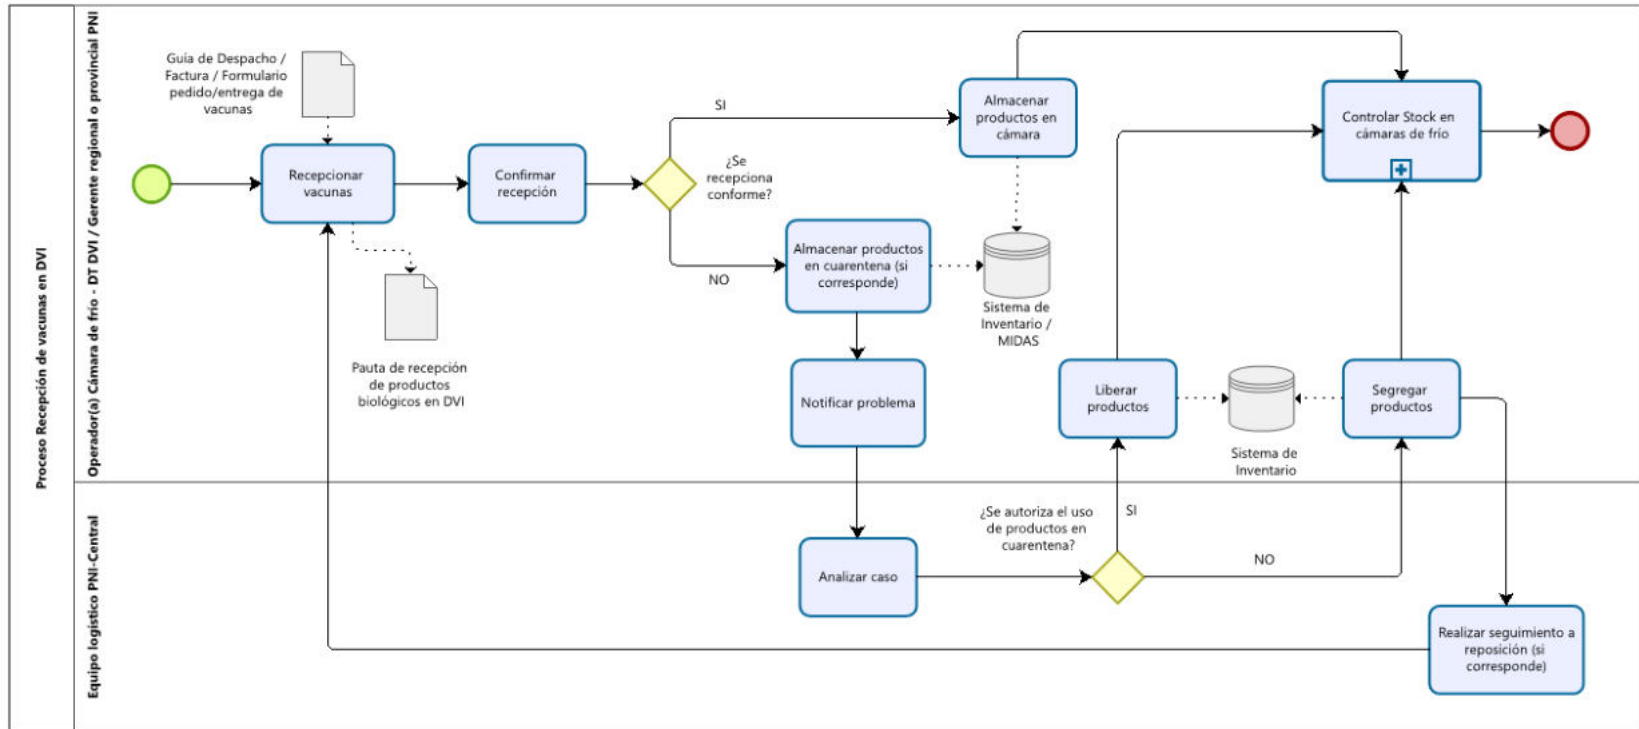 Proceso Recepción de vacunas en DVI
Operador(a) Cámara de frío - DT DVI / Gerente regional o provincial PNI
Guía de Despacho /
Factura / Formulario
pedido/entrega de
vacunas
Recepcionar
vacunas
Pauta de recepción
de productos
biológicos en DVI
Confirmar
recepción
¿Se
recepciona
conforme?
SI
NO
Almacenar
productos en
cámara
Almacenar productos
en cuarentena (si
corresponde)
Sistema de
Inventario /
MIDAS
Notificar problema
Controlar Stock en
cámaras de frío
Liberar
productos
Sistema de
Inventario
Segregar
productos
Equipo logístico PNI-Central
Analizar caso
¿Se autoriza el uso
de productos en
cuarentena?
SI
NO
Realizar seguimiento a
reposición (si
corresponde)